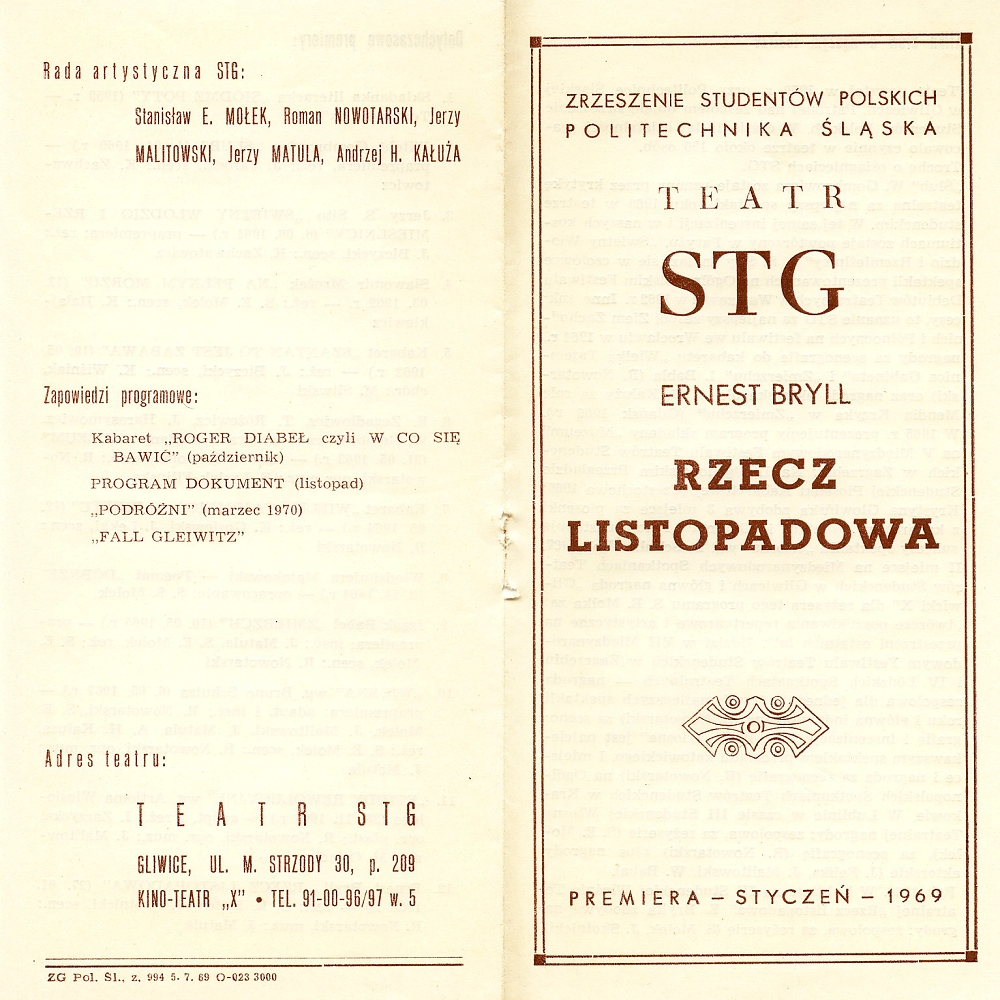 Rada artystyczna STG:
Stanisław E. MOŁEK, Roman NOWOTARSKI, Jerzy
MALITOWSKI, Jerzy MATULA, Andrzej H. KAŁUŻA
Zapowiedzi programowe:
Kabaret „ROGER DIABEŁ czyli W CO SIĘ
BAWIĆ” (październik)
PROGRAM DOKUMENT (listopad)
„PODRÓŻNI” (marzec 1970)
„FALL GLEIWITZ”
Adres teatru:
TEATR STG
GLIWICE, UL. M. STRZODY 30, p. 209
KINO-TEATR „X” • TEL. 91-00-96/97 w. 5
ZG Pol. Śl., z. 994 5. 7. 69 O-023 3000
ZRZESZENIE STUDENTÓW POLSKICH
POLITECHNIKA ŚLĄSKA
TEATR
STG
ERNEST BRYLL
RZECZ
LISTOPADOWA
PREMIERA – STYCZEŃ – 1969